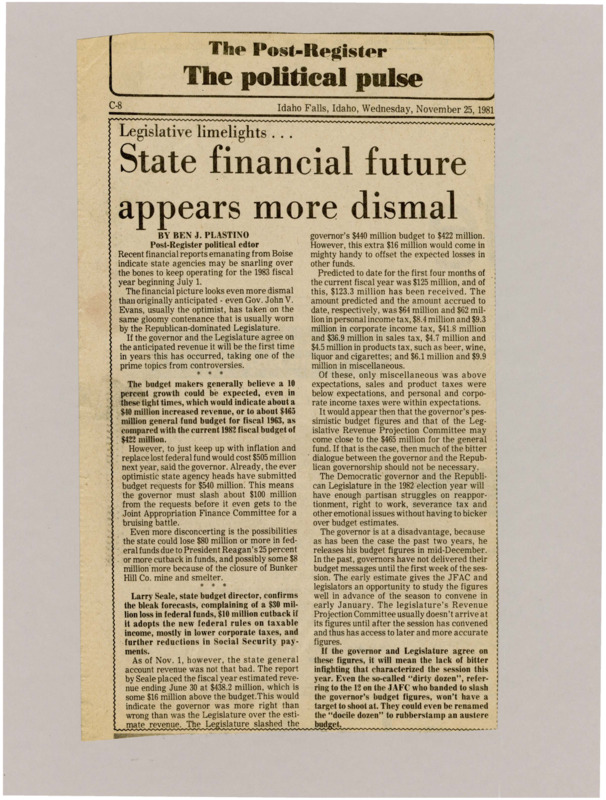 The Post-Register
The political pulse
C-8
Idaho Falls, Idaho, Wednesday, November 25, 1981
Legislative limelights . . .
State financial future
appears more dismal
BY BEN J. PLASTINO
Post-Register political edtor
Recent financial reports emanating from Boise
indicate state agencies may be snarling over
the bones to keep operating for the 1983 fiscal
year beginning July 1.
The financial picture looks even more dismal
than originally anticipated - even Gov. John V.
Evans, usually the optimist, has taken on the
same gloomy contenance that is usually worn
by the Republican-dominated Legislature.
If the governor and the Legislature agree on
the anticipated revenue it will be the first time
in years this has occurred, taking one of the
prime topics from controversies.
* * *
The budget makers generally believe a 10
percent growth could be expected, even in
these tight times, which would indicate about a
$40 million increased revenue, or to about $465
million general fund budget for fiscal 1963, as
compared with the current 1982 fiscal budget of
$422 million.
However, to just keep up with inflation and
replace lost federal fund would cost $505 million
next year, said the governor. Already, the ever
optimistic state agency heads have submitted
budget requests for $540 million. This means
the governor must slash about $100 million
from the requests before it even gets to the
Joint Appropriation Finance Committee for a
bruising battle.
Even more disconcerting is the possibilities
the state could lose $80 million or more in fed-
eral funds due to President Reagan's 25 percent
or more cutback in funds, and possibly some $8
million more because of the closure of Bunker
Hill Co. mine and smelter.
* * *
Larry Seale, state budget director, confirms
the bleak forecasts, complaining of a $30 mil-
lion loss in federal funds, $10 million cutback if
it adopts the new federal rules on taxable
income, mostly in lower corporate taxes, and
further reductions in Social Security pay-
ments.
As of Nov. 1, however, the state general
account revenue was not that bad. The report
by Seale placed the fiscal year estimated reve-
nue ending June 30 at $438.2 million, which is
some $16 million above the budget.This would
indicate the governor was more right than
wrong than was the Legislature over the esti-
mate revenue. The Legislature slashed the
governor's $440 million budget to $422 million.
However, this extra $16 million would come in
mighty handy to offset the expected losses in
other funds.
Predicted to date for the first four months of
the current fiscal year was $125 million, and of
this, $123.3 million has been received. The
amount predicted and the amount accrued to
date, respectively, was $64 million and $62 mil-
lion in personal income tax, $8.4 million and $9.3
million in corporate income tax, $41.8 million
and $36.9 million in sales tax, $4.7 million and
$4.5 million in products tax, such as beer, wine,
liquor and cigarettes; and $6.1 million and $9.9
million in miscellaneous.
Of these, only miscellaneous was above
expectations, sales and product taxes were
below expectations, and personal and corpo-
rate income taxes were within expectations.
It would appear then that the governor's pes-
simistic budget figures and that of the Leg-
islative Revenue Projection Committee may
come close to the $465 million for the general
fund. If that is the case, then much of the bitter
dialogue between the governor and the Repub-
lican governorship should not be necessary.
The Democratic governor and the Republi-
can Legislature in the 1982 election year will
have enough partisan struggles on reappor-
tionment, right to work, severance tax and
other emotional issues without having to bicker
over budget estimates.
The governor is at a disadvantage, because
as has been the case the past two years, he
releases his budget figures in mid-December.
In the past, governors have not delivered their
budget messages until the first week of the ses-
sion. The early estimate gives the JFAC and
legislators an opportunity to study the figures
well in advance of the season to convene in
early January. The legislature's Revenue
Projection Committee usually doesn't arrive at
its figures until after the session has convened
and thus has access to later and more accurate
figures.
If the governor and Legislature agree on
these figures, it will mean the lack of bitter
infighting that characterized the session this
year. Even the so-called "dirty dozen", refer-
ring to the 12 on the JAFC who banded to slash
the governor's budget figures, won't have a
target to shoot at. They could even be renamed
the "docile dozen" to rubberstamp an austere
budget.